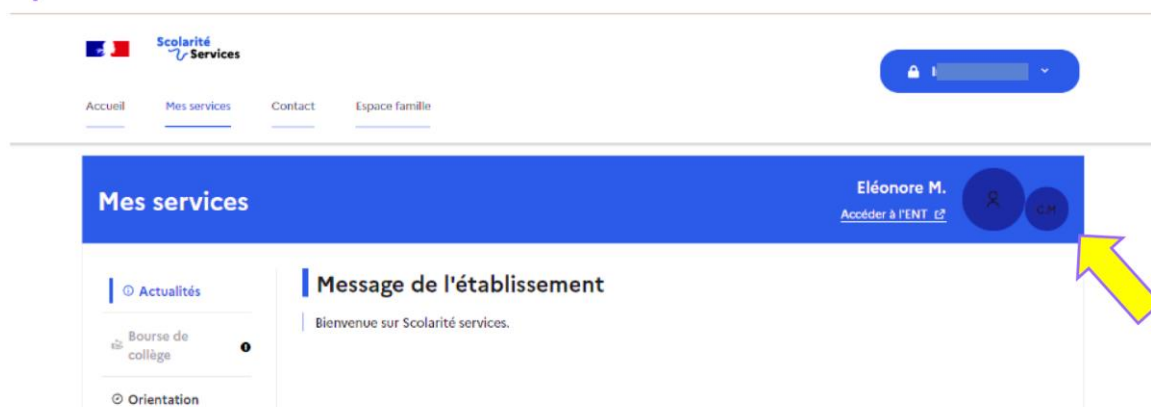 Scolarité
Services
Accueil Mes services Contact Espace famille
Mes services
Eléonore M.
Accéder à l'ENT
C.M
Actualités
Message de l'établissement
Bienvenue sur Scolarité services.
Bourse de
collège
Orientation